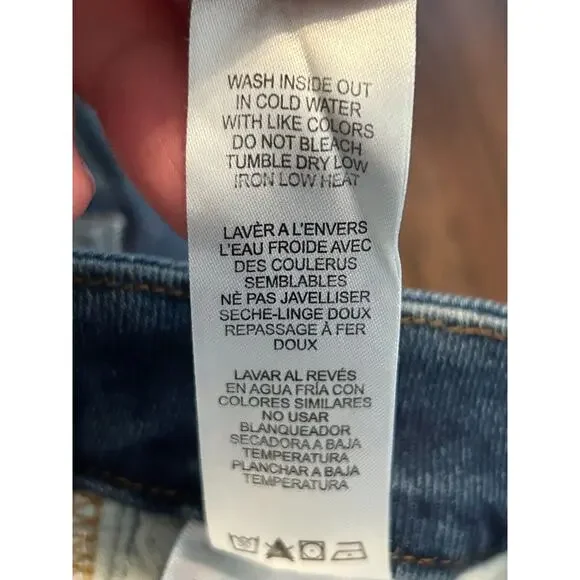 WASH INSIDE OUT
IN COLD WATER
WITH LIKE COLORS
DO NOT BLEACH
TUMBLE DRY LOW
IRON LOW HEAT
LAVÈR A L'ENVERS
L'EAU FROIDE AVEC
DES COULERUS
SEMBLABLES
NÈ PAS JAVELLISER
SECHE-LINGE DOUX
REPASSAGE À FER
DOUX
LAVAR AL REVÉS
EN AGUA FRÍA CON
COLORES SIMILARES
NO USAR
BLANQUEADOR
SECADORA A BAJA
TEMPERATURA
PLANCHAR A BAJA
TEMPERATURA